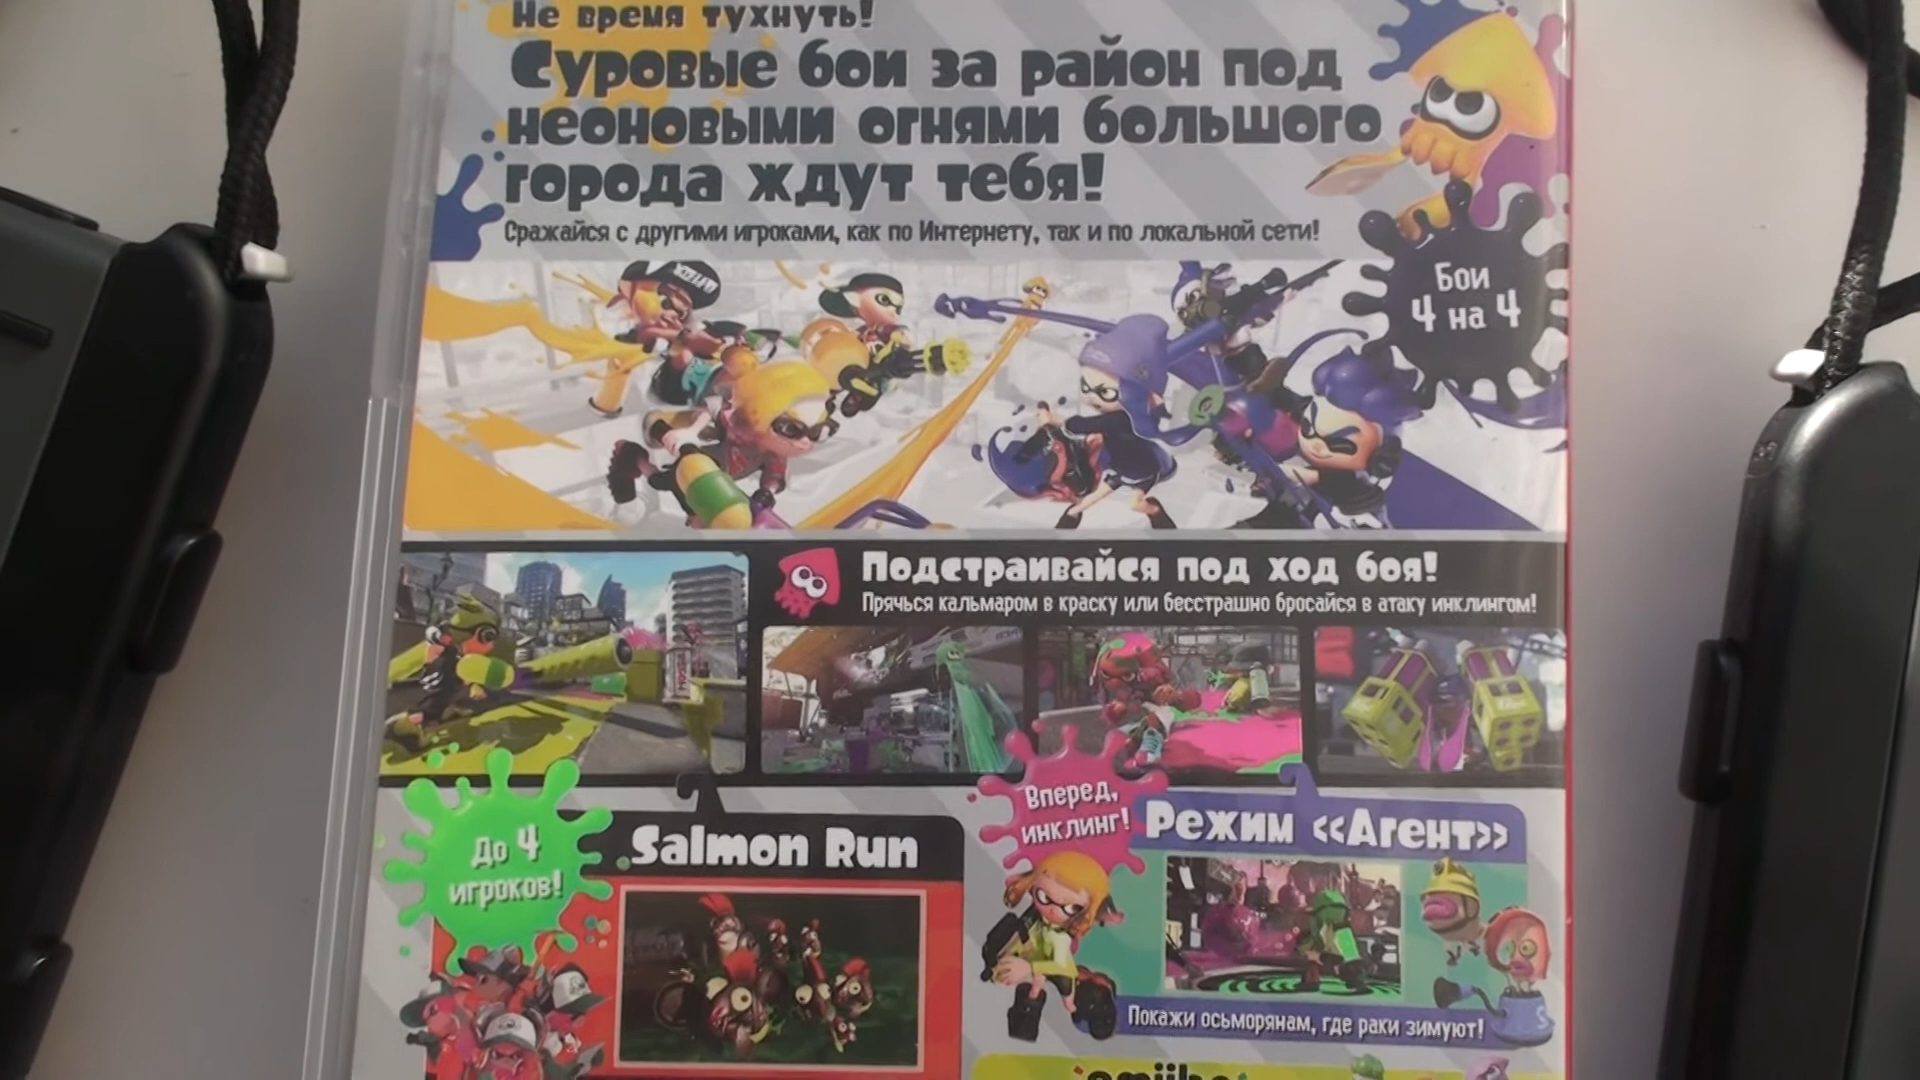 Не время тухнуть!
Суровые бои за район под
неоновыми огнями большого
города ждут тебя!
Сражайся с другими игроками, как по Интернету, так и по локальной сети!
Бои
4 на 4
Подстраивайся под ход боя!
Прячься кальмаром в краску или бесстрашно бросайся в атаку инклингом!
До 4
игроков!
Salmon Run
Вперед,
инклинг!
Режим «Агент»
Покажи осьморянам, где раки зимуют!
amiibo